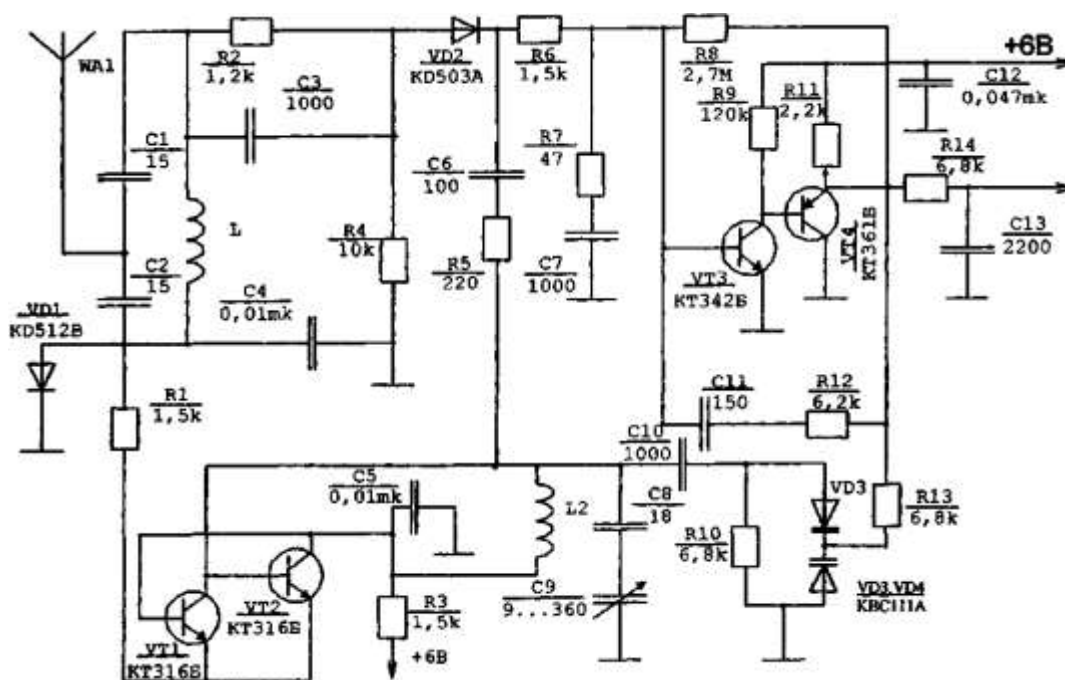 WA1
R2
1,2k
C3
1000
VD2
KD503A
R6
1,5k
R8
2,7M
+6B
C12
0,047mk
R9
120k
R11
2,2k
C1
15
C6
100
R7
47
R14
6,8k
L
R4
10k
C2
15
R5
220
C7
1000
VT3
KT342Б
VT4
KT361Б
C13
2200
VD1
KD512B
C4
0,01mk
R1
1,5k
C11
150
R12
6,2k
C10
1000
C5
0,01mk
L2
C8
18
VD3
R13
6,8k
R10
6,8k
VT2
KT316Б
R3
1,5k
C9
9...360
VD3,VD4
KBC111A
VT1
KT316Б
+6B